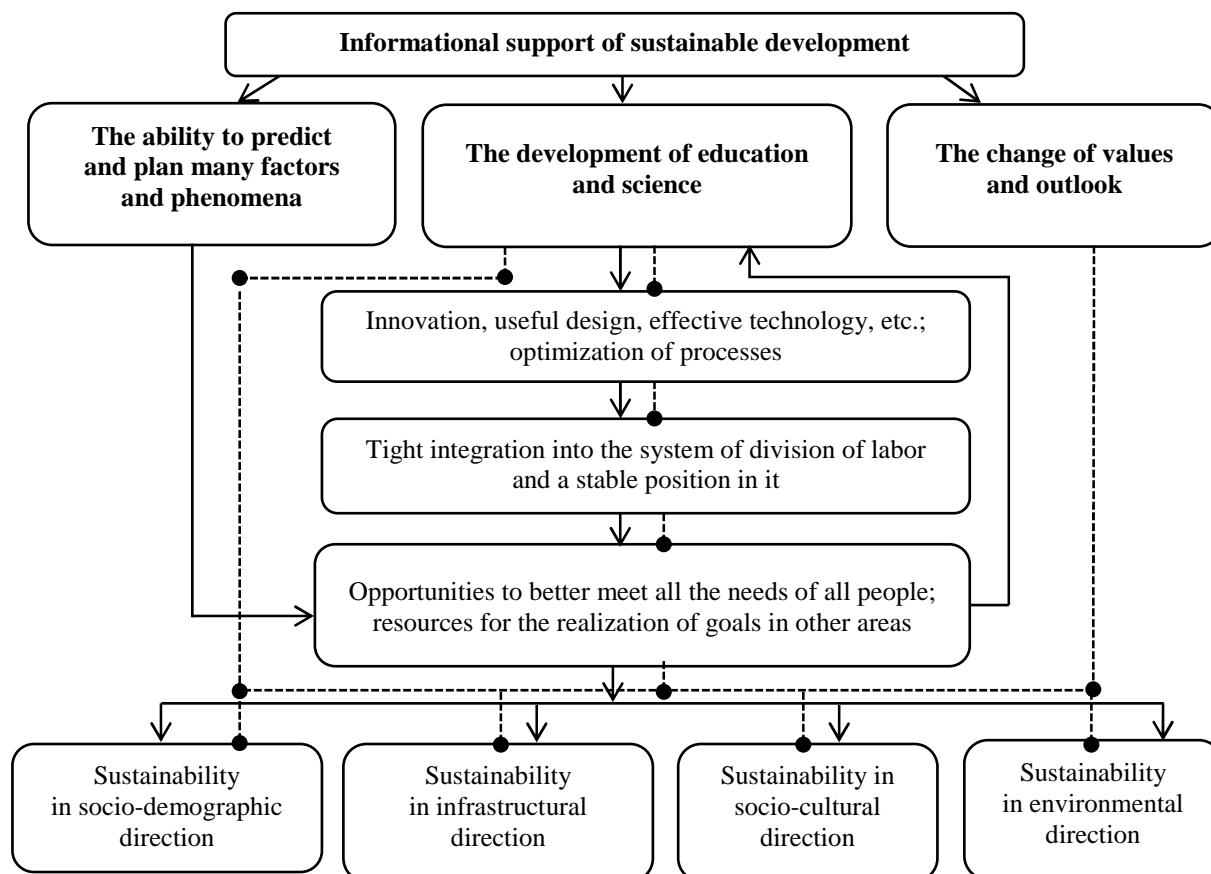 Informational support of sustainable development
The ability to predict
and plan many factors
and phenomena
The development of education
and science
The change of values
and outlook
Innovation, useful design, effective technology, etc.;
optimization of processes
Tight integration into the system of division of labor
and a stable position in it
Opportunities to better meet all the needs of all people;
resources for the realization of goals in other areas
Sustainability
in socio-demographic
direction
Sustainability
in infrastructural
direction
Sustainability in
socio-cultural
direction
Sustainability
in environmental
direction